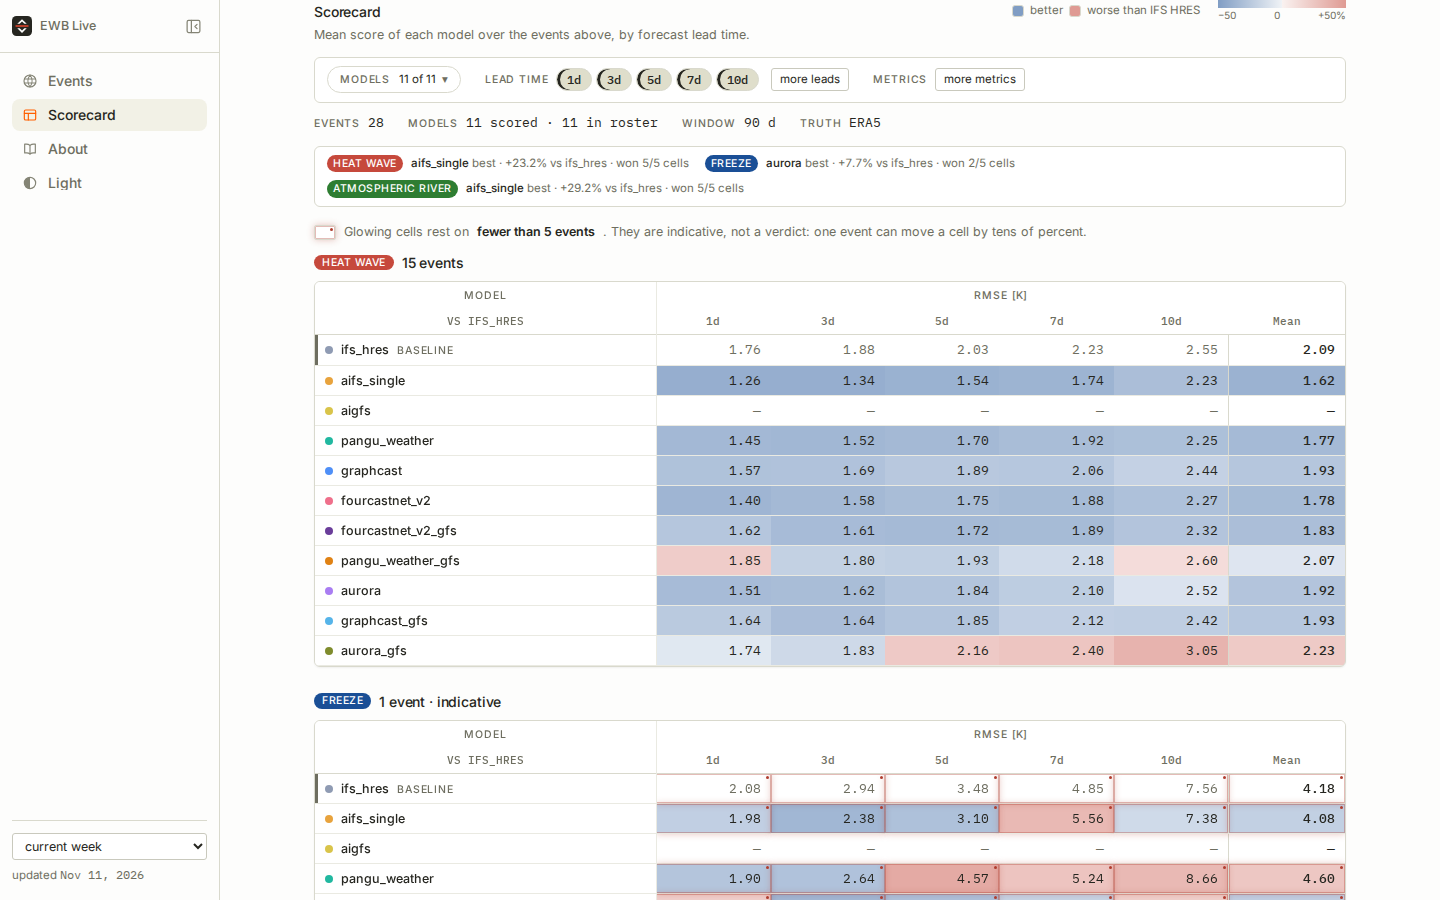 EWB Live
Events
Scorecard
About
Light
current week
updated Nov 11, 2026
Scorecard
better worse than IFS HRES
−50 0 +50%
Mean score of each model over the events above, by forecast lead time.
MODELS 11 of 11 ▾ LEAD TIME 1d 3d 5d 7d 10d more leads METRICS more metrics
EVENTS 28 MODELS 11 scored · 11 in roster WINDOW 90 d TRUTH ERA5
HEAT WAVE aifs_single best · +23.2% vs ifs_hres · won 5/5 cells FREEZE aurora best · +7.7% vs ifs_hres · won 2/5 cells
ATMOSPHERIC RIVER aifs_single best · +29.2% vs ifs_hres · won 5/5 cells
Glowing cells rest on fewer than 5 events . They are indicative, not a verdict: one event can move a cell by tens of percent.
HEAT WAVE 15 events
MODEL RMSE [K]
VS IFS_HRES 1d 3d 5d 7d 10d Mean
ifs_hres BASELINE 1.76 1.88 2.03 2.23 2.55 2.09
aifs_single 1.26 1.34 1.54 1.74 2.23 1.62
aigfs — — — — — —
pangu_weather 1.45 1.52 1.70 1.92 2.25 1.77
graphcast 1.57 1.69 1.89 2.06 2.44 1.93
fourcastnet_v2 1.40 1.58 1.75 1.88 2.27 1.78
fourcastnet_v2_gfs 1.62 1.61 1.72 1.89 2.32 1.83
pangu_weather_gfs 1.85 1.80 1.93 2.18 2.60 2.07
aurora 1.51 1.62 1.84 2.10 2.52 1.92
graphcast_gfs 1.64 1.64 1.85 2.12 2.42 1.93
aurora_gfs 1.74 1.83 2.16 2.40 3.05 2.23
FREEZE 1 event · indicative
MODEL RMSE [K]
VS IFS_HRES 1d 3d 5d 7d 10d Mean
ifs_hres BASELINE 2.08 2.94 3.48 4.85 7.56 4.18
aifs_single 1.98 2.38 3.10 5.56 7.38 4.08
aigfs — — — — — —
pangu_weather 1.90 2.64 4.57 5.24 8.66 4.60